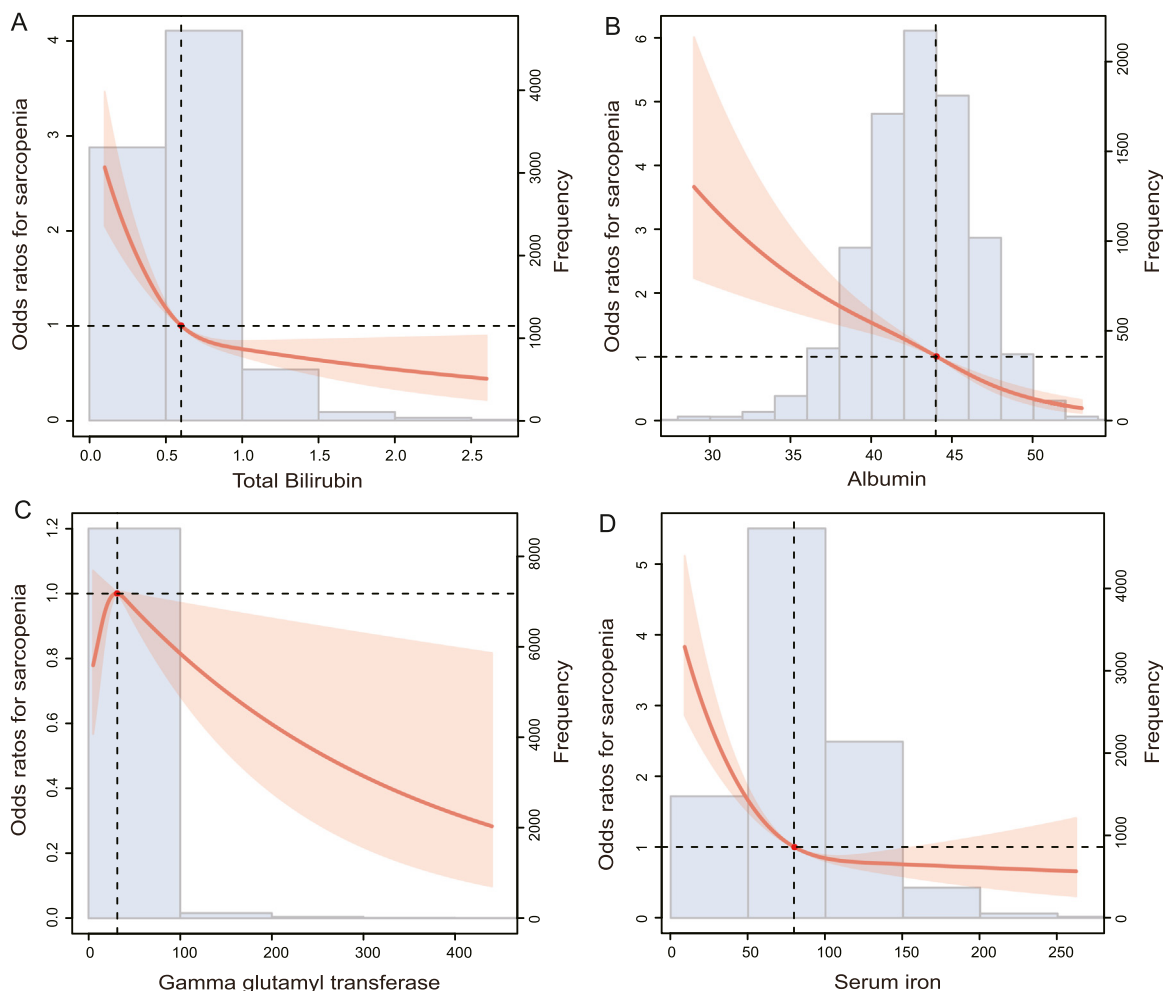 A
Odds ratos for sarcopenia
0 1 2 3 4
0 1000 2000 3000 4000
Frequency
0.0 0.5 1.0 1.5 2.0 2.5
Total Bilirubin
B
Odds ratos for sarcopenia
0 1 2 3 4 5 6
0 500 1000 1500 2000
Frequency
30 35 40 45 50
Albumin
C
Odds ratos for sarcopenia
0.0 0.2 0.4 0.6 0.8 1.0 1.2
0 2000 4000 6000 8000
Frequency
0 100 200 300 400
Gamma glutamyl transferase
D
Odds ratos for sarcopenia
0 1 2 3 4 5
0 1000 2000 3000 4000
Frequency
0 50 100 150 200 250
Serum iron